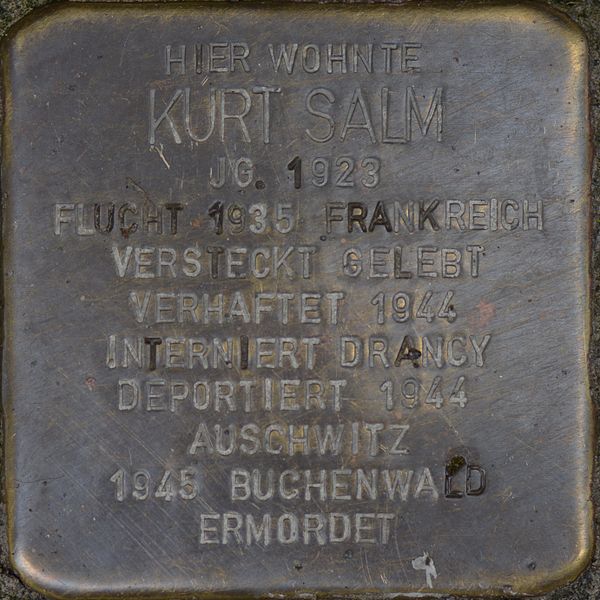 HIER WOHNTE
KURT SALM
JG. 1923
FLUCHT 1935 FRANKREICH
VERSTECKT GELEBT
VERHAFTET 1944
INTERNIERT DRANCY
DEPORTIERT 1944
AUSCHWITZ
1945 BUCHENWALD
ERMORDET